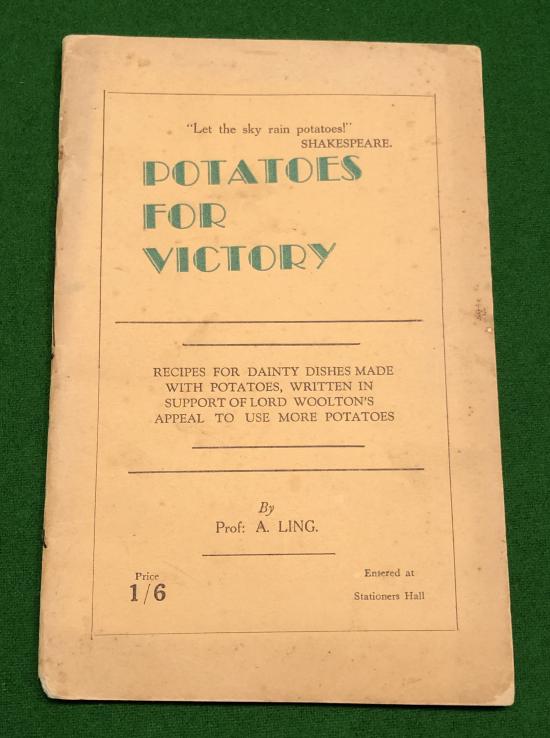 "Let the sky rain potatoes!"
SHAKESPEARE.
POTATOES
FOR
VICTORY
RECIPES FOR DAINTY DISHES MADE
WITH POTATOES, WRITTEN IN
SUPPORT OF LORD WOOLTON'S
APPEAL TO USE MORE POTATOES
By
Prof: A. LING.
Price
1/6
Entered at
Stationers Hall